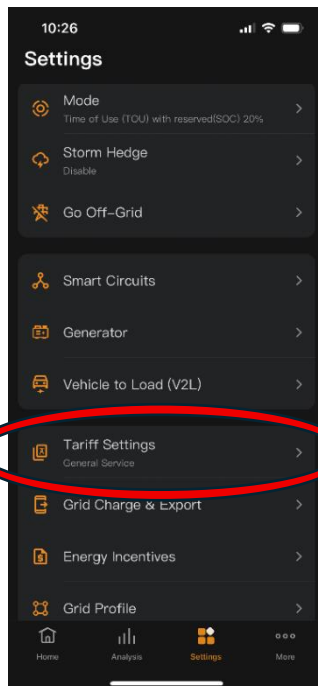 10:26
Settings
Mode
Time of Use (TOU) with reserved(SOC) 20%
Storm Hedge
Disable
Go Off-Grid
Smart Circuits
Generator
Vehicle to Load (V2L)
Tariff Settings
General Service
Grid Charge & Export
Energy Incentives
Grid Profile
Home
Analysis
Settings
More